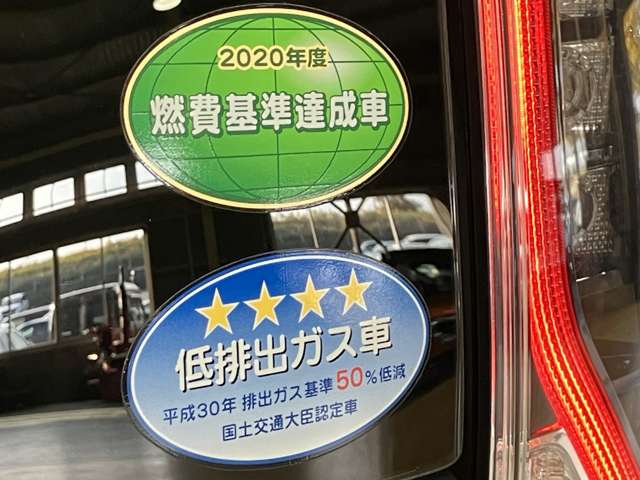 2020年度
燃費基準達成車
低排出ガス車
平成30年 排出ガス基準50%低減
国土交通大臣認定車